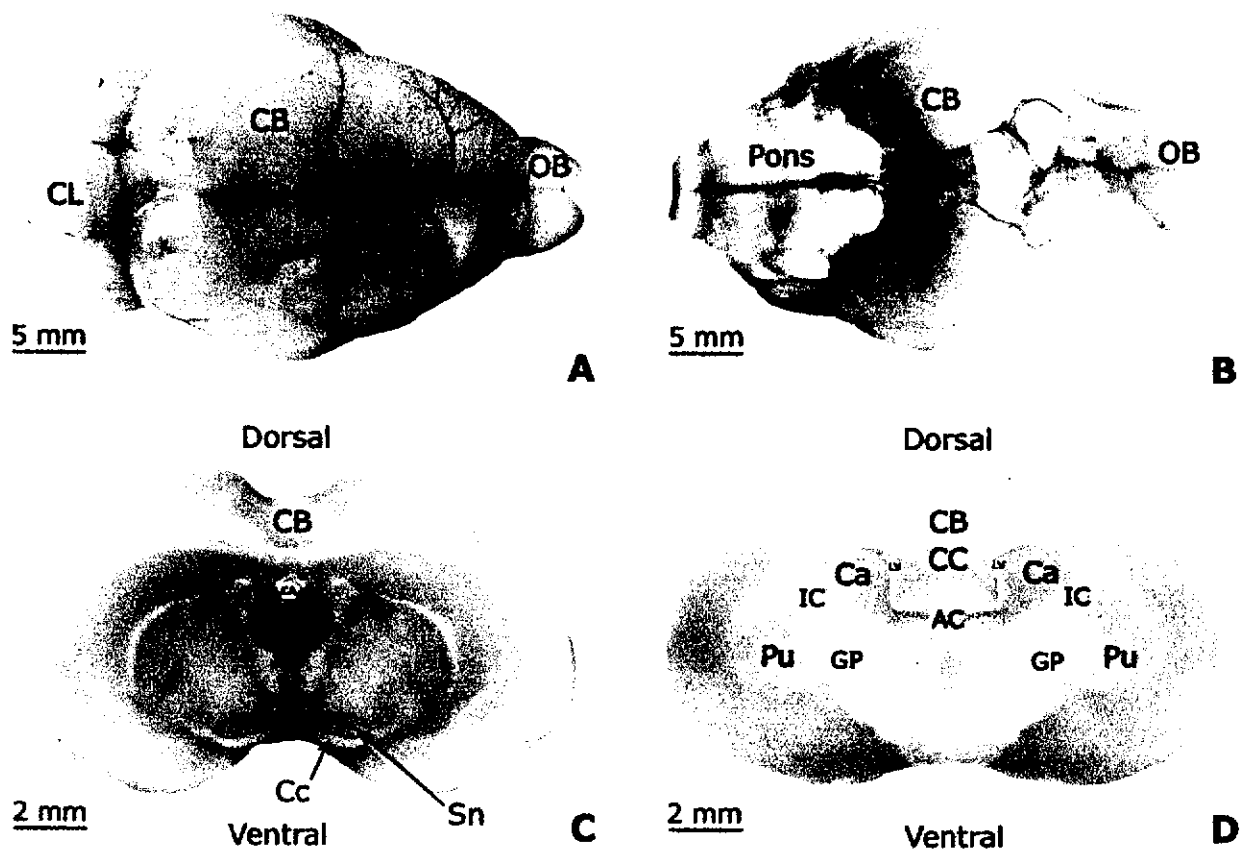 CB
OB
CL
5 mm
A
CB
Pons
OB
5 mm
B
Dorsal
CB
Cc
Sn
2 mm
Ventral
C
Dorsal
CB
CC
Ca
Ca
IC
IC
AC
Pu
GP
GP
Pu
2 mm
Ventral
D